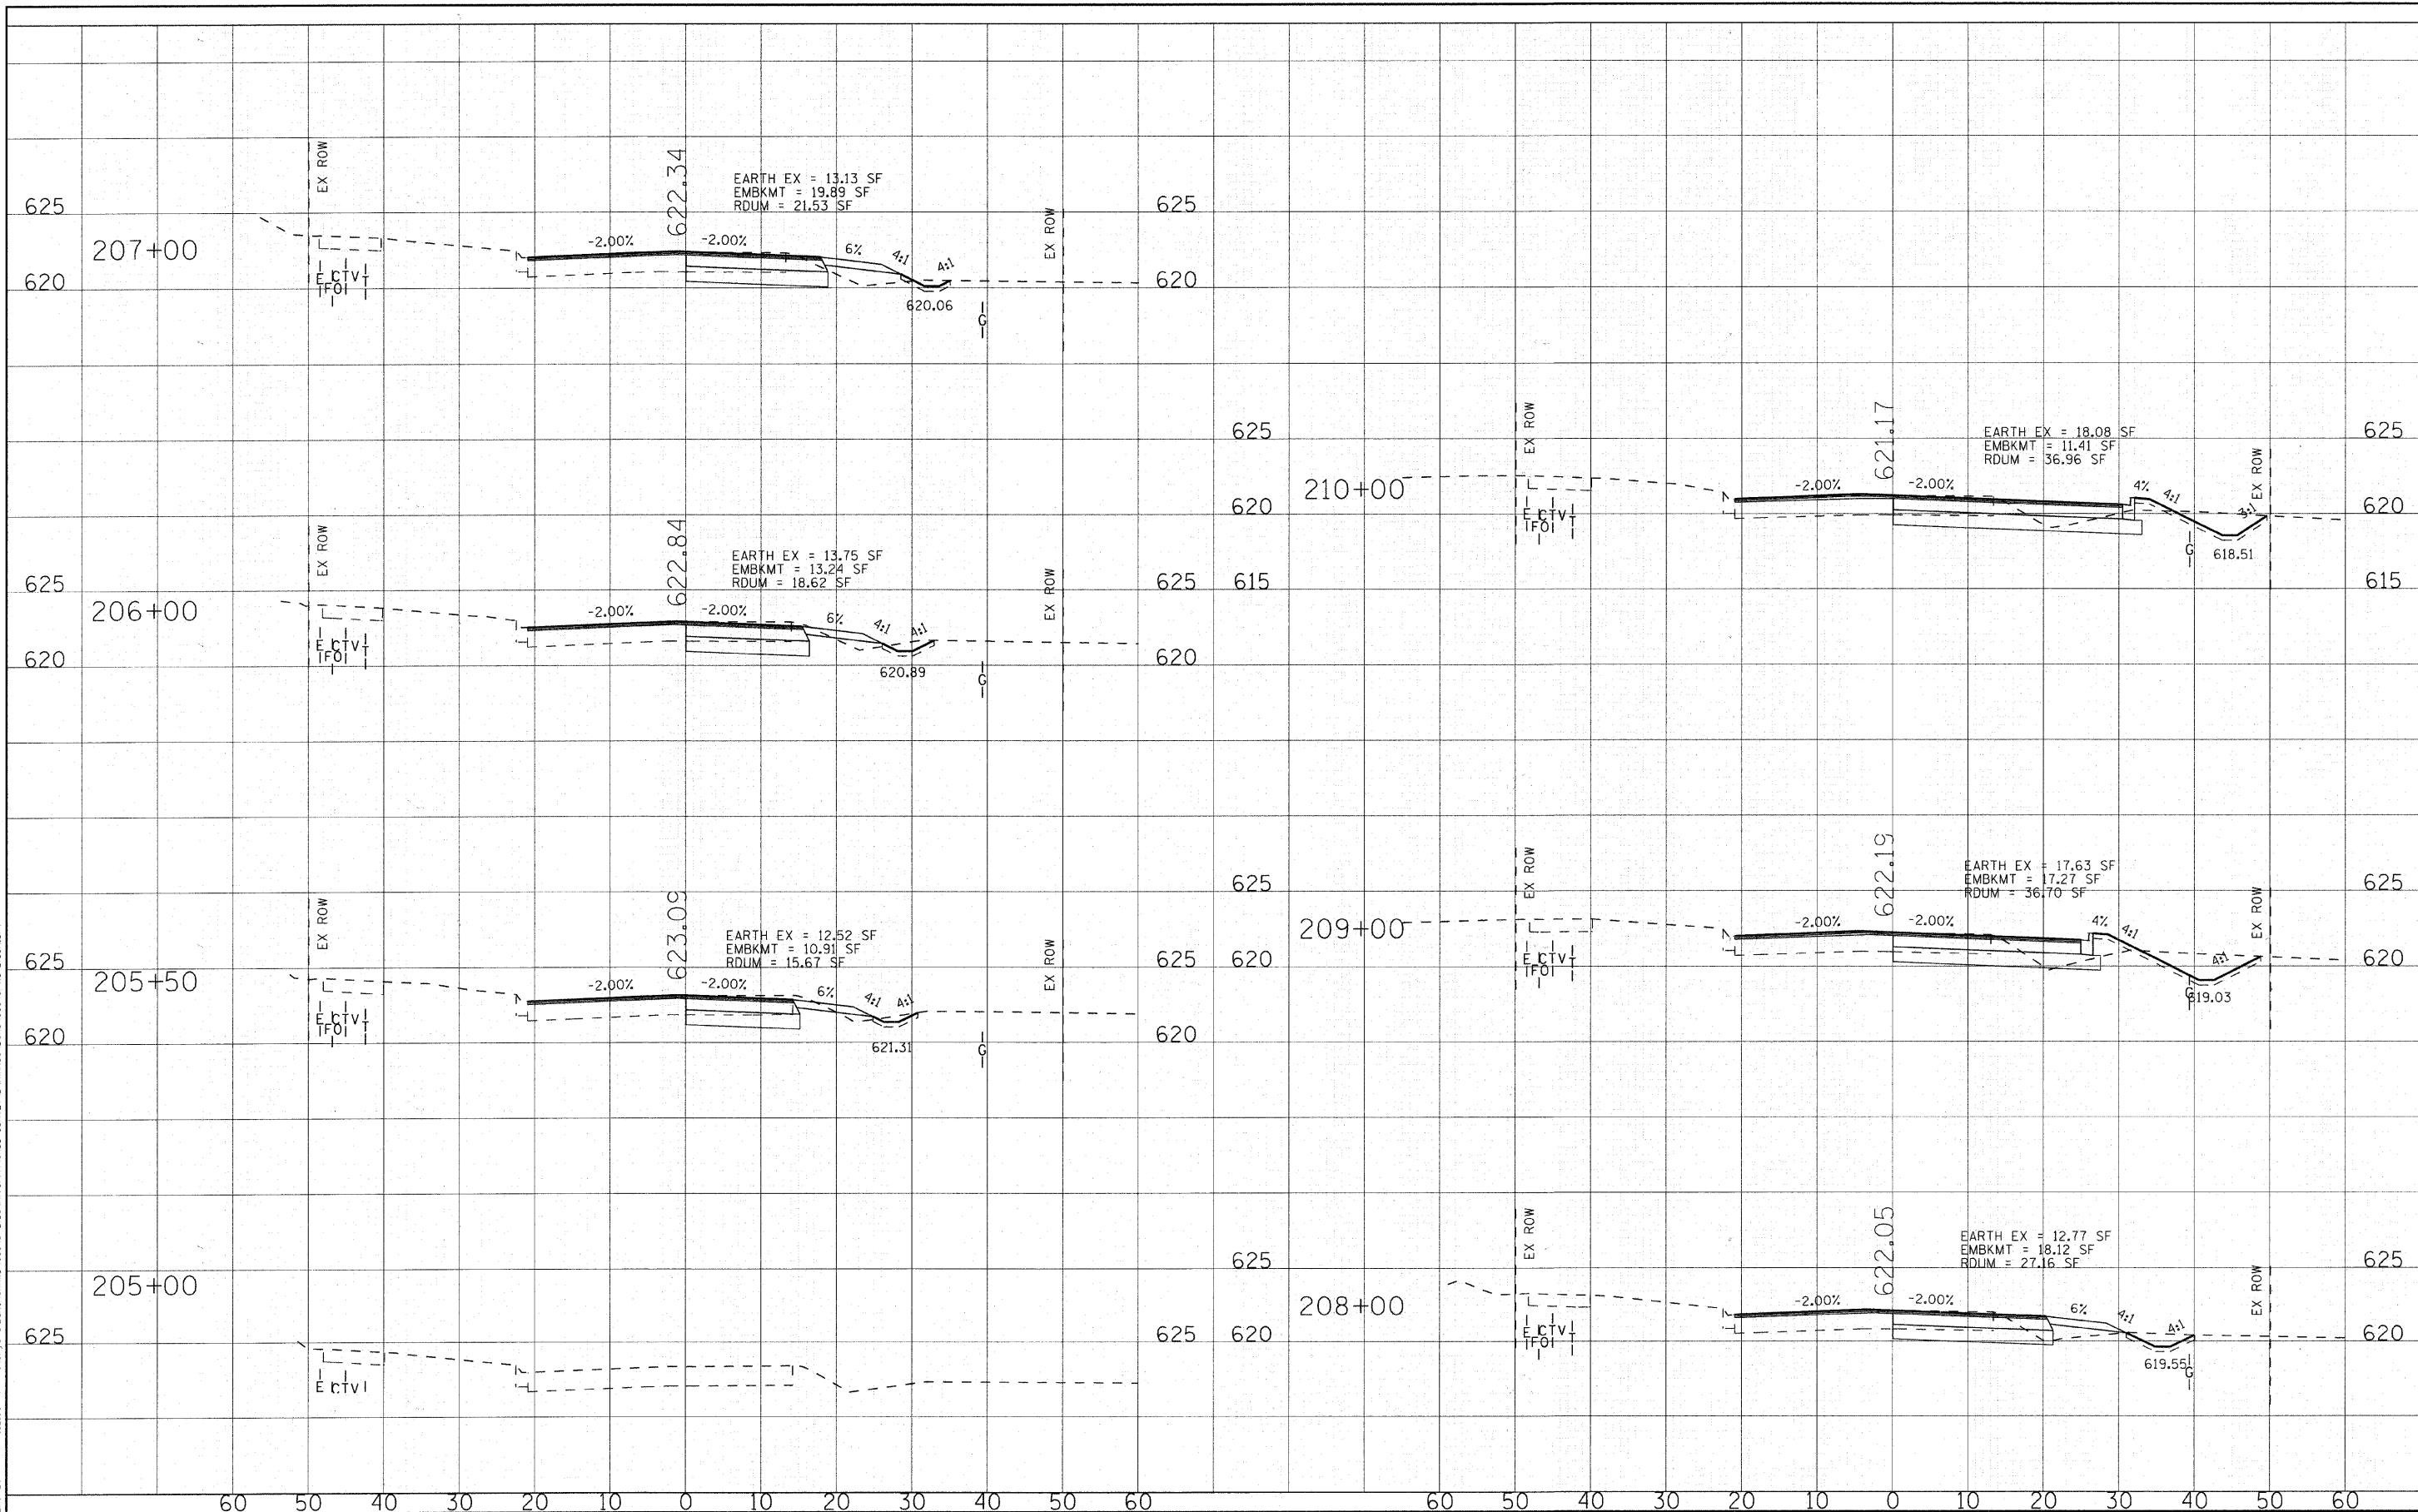 622.34
EARTH EX = 13.13 SF
EMBKMT = 19.89 SF
RDUM = 21.53 SF
EX ROW
EX ROW
625
625
207+00
-2.00%
-2.00%
6%
4:1
4:1
E CTV T
FO
620
620
620.06
G
622.84
EARTH EX = 13.75 SF
EMBKMT = 13.24 SF
RDUM = 18.62 SF
EX ROW
EX ROW
625
625
206+00
-2.00%
-2.00%
6%
4:1
4:1
E CTV T
FO
620
620
620.89
G
623.09
EARTH EX = 12.52 SF
EMBKMT = 10.91 SF
RDUM = 15.67 SF
EX ROW
EX ROW
625
625
205+50
-2.00%
-2.00%
6%
4:1
4:1
E CTV T
FO
620
620
621.31
G
205+00
625
625
E CTV
60 50 40 30 20 10 0 10 20 30 40 50 60
621.17
EARTH EX = 18.08 SF
EMBKMT = 11.41 SF
RDUM = 36.96 SF
EX ROW
EX ROW
625
625
210+00
-2.00%
-2.00%
4%
4:1
3:1
E CTV T
FO
620
620
618.51
G
615
615
622.19
EARTH EX = 17.63 SF
EMBKMT = 17.27 SF
RDUM = 36.70 SF
EX ROW
EX ROW
625
625
209+00
-2.00%
-2.00%
4%
4:1
4:1
E CTV T
FO
620
620
G
619.03
622.05
EARTH EX = 12.77 SF
EMBKMT = 18.12 SF
RDUM = 27.16 SF
EX ROW
EX ROW
625
625
208+00
-2.00%
-2.00%
6%
4:1
4:1
E CTV T
FO
620
620
619.55
G
60 50 40 30 20 10 0 10 20 30 40 50 60